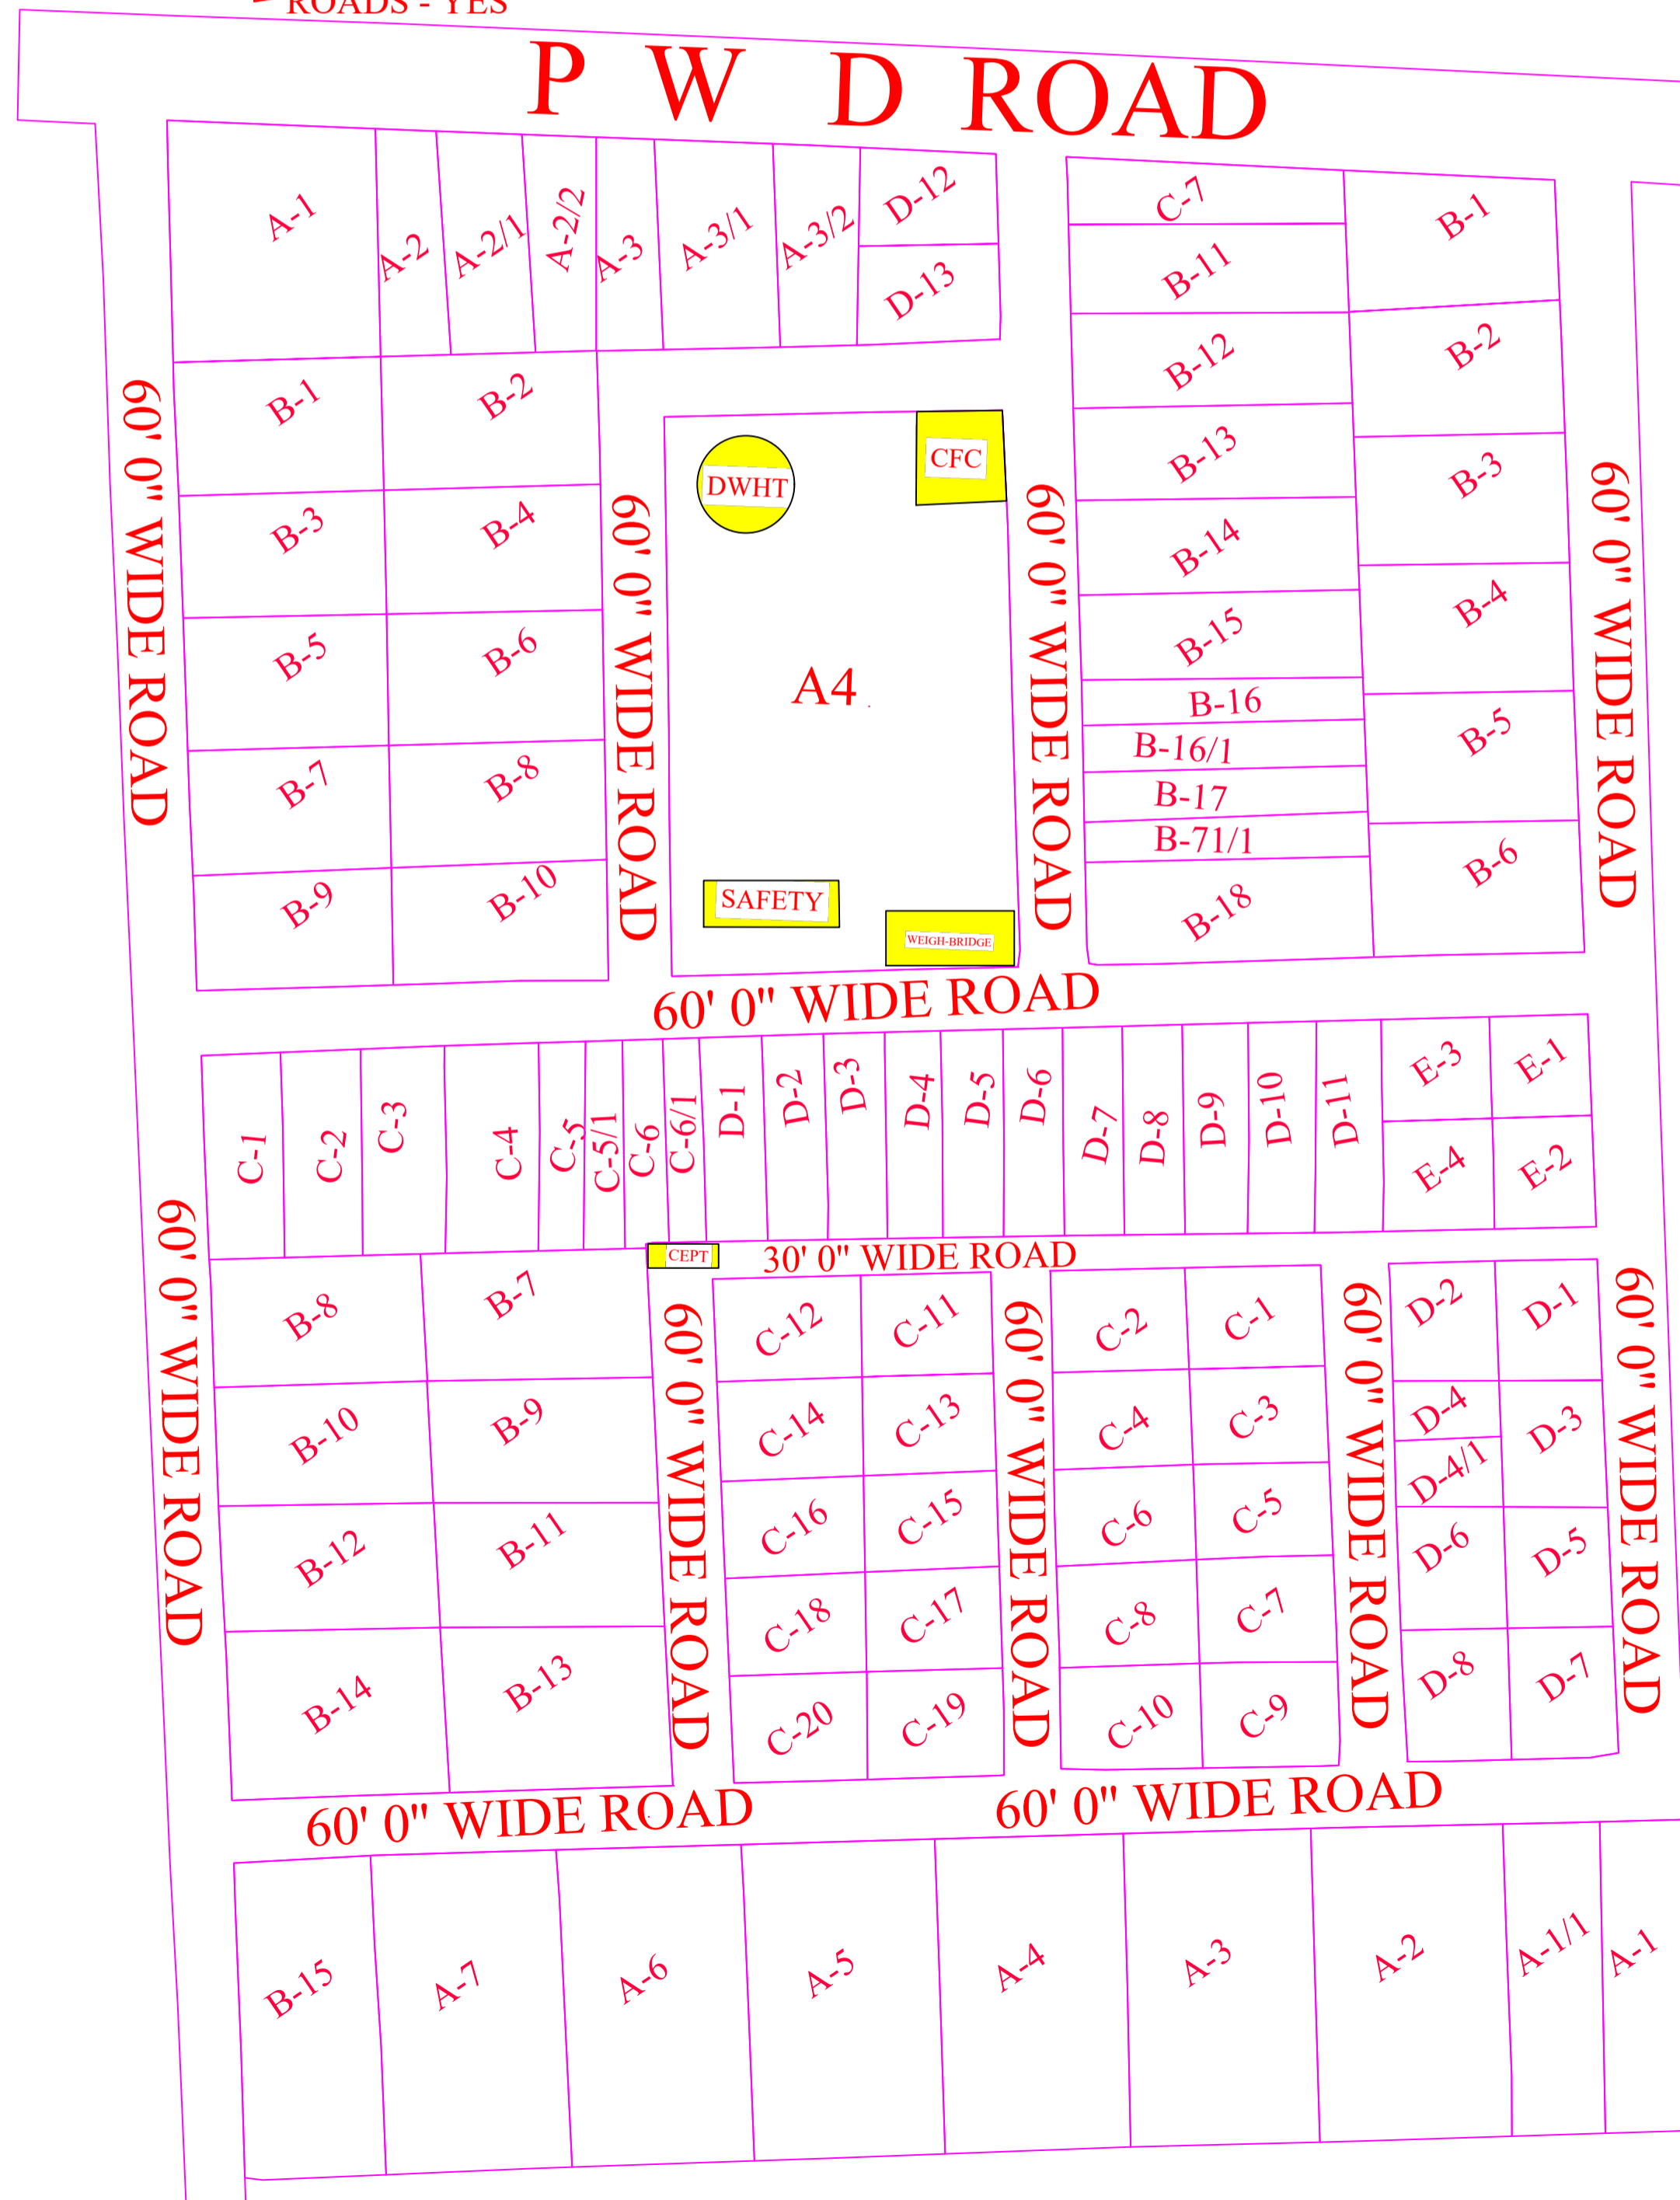 ROADS - YES
P W D ROAD
A-1
A-2
A-2/1
A-2/2
A-3
A-3/1
A-3/2
D-12
D-13
C-7
B-11
B-1
B-12
B-2
B-13
B-3
B-14
B-4
B-15
B-16
B-16/1
B-5
B-17
B-71/1
B-18
B-6
60' 0" WIDE ROAD
B-1
B-2
B-3
B-4
B-5
B-6
B-7
B-8
B-9
B-10
60' 0" WIDE ROAD
DWHT
CFC
A4
SAFETY
WEIGH-BRIDGE
60' 0" WIDE ROAD
60' 0" WIDE ROAD
60' 0" WIDE ROAD
C-1
C-2
C-3
C-4
C-5
C-5/1
C-6
C-6/1
D-1
D-2
D-3
D-4
D-5
D-6
D-7
D-8
D-9
D-10
D-11
E-3
E-1
E-4
E-2
CEPT
30' 0" WIDE ROAD
60' 0" WIDE ROAD
B-8
B-7
B-10
B-9
B-12
B-11
B-14
B-13
60' 0" WIDE ROAD
C-12
C-11
C-14
C-13
C-16
C-15
C-18
C-17
C-20
C-19
60' 0" WIDE ROAD
C-2
C-1
C-4
C-3
C-6
C-5
C-8
C-7
C-10
C-9
60' 0" WIDE ROAD
D-2
D-1
D-4
D-4/1
D-3
D-6
D-5
D-8
D-7
60' 0" WIDE ROAD
60' 0" WIDE ROAD
60' 0" WIDE ROAD
B-15
A-7
A-6
A-5
A-4
A-3
A-2
A-1/1
A-1